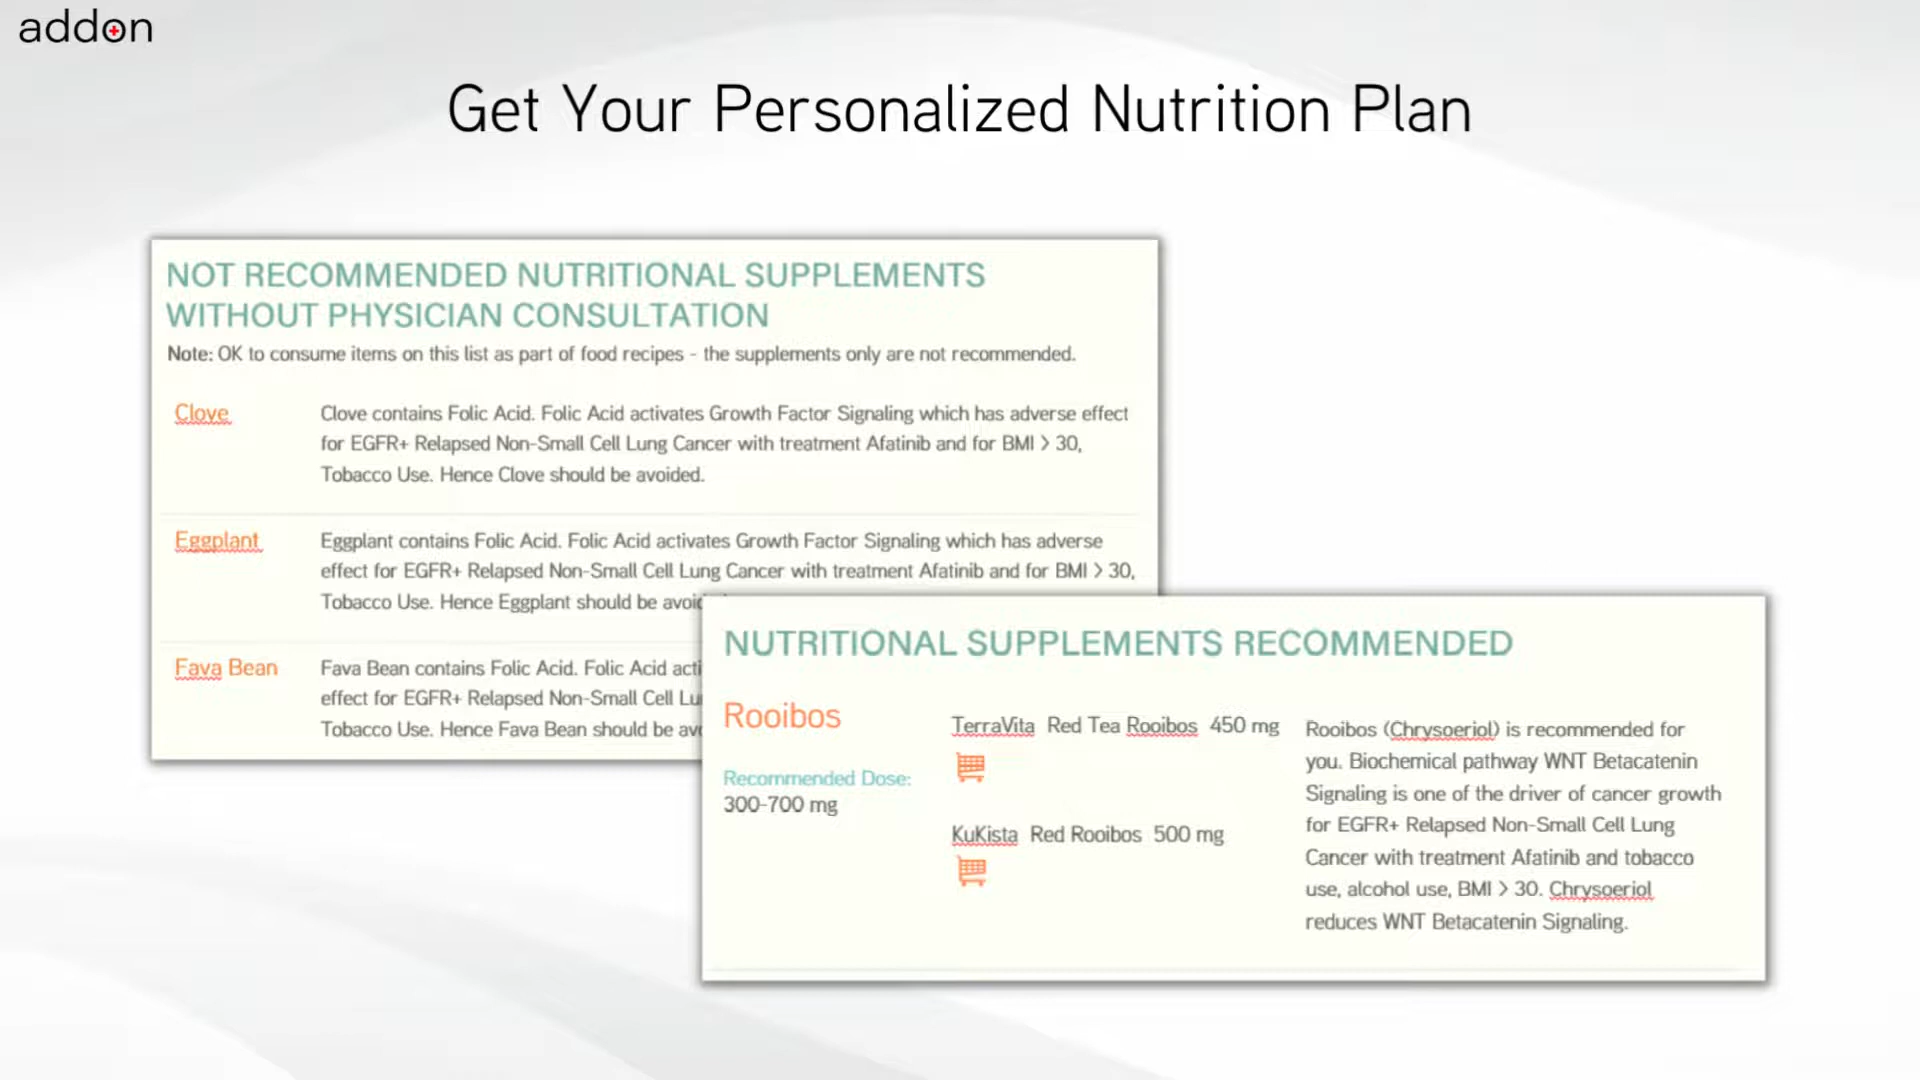 addon
Get Your Personalized Nutrition Plan
NOT RECOMMENDED NUTRITIONAL SUPPLEMENTS
WITHOUT PHYSICIAN CONSULTATION
Note: OK to consume items on this list as part of food recipes - the supplements only are not recommended.
Clove
Clove contains Folic Acid. Folic Acid activates Growth Factor Signaling which has adverse effect
for EGFR+ Relapsed Non-Small Cell Lung Cancer with treatment Afatinib and for BMI > 30,
Tobacco Use. Hence Clove should be avoided.
Eggplant
Eggplant contains Folic Acid. Folic Acid activates Growth Factor Signaling which has adverse
effect for EGFR+ Relapsed Non-Small Cell Lung Cancer with treatment Afatinib and for BMI > 30,
Tobacco Use. Hence Eggplant should be
Fava Bean
Fava Bean contains Folic Acid. Folic Acid
effect for EGFR+ Relapsed Non-Small Cell
Tobacco Use. Hence Fava Bean should be
NUTRITIONAL SUPPLEMENTS RECOMMENDED
Rooibos
Recommended Dose:
300-700 mg
TerraVita Red Tea Rooibos 450 mg
KuKista Red Rooibos 500 mg
Rooibos (Chrysoeriol) is recommended for
you. Biochemical pathway WNT Betacatenin
Signaling is one of the driver of cancer growth
for EGFR+ Relapsed Non-Small Cell Lung
Cancer with treatment Afatinib and tobacco
use, alcohol use, BMI > 30. Chrysoeriol
reduces WNT Betacatenin Signaling.